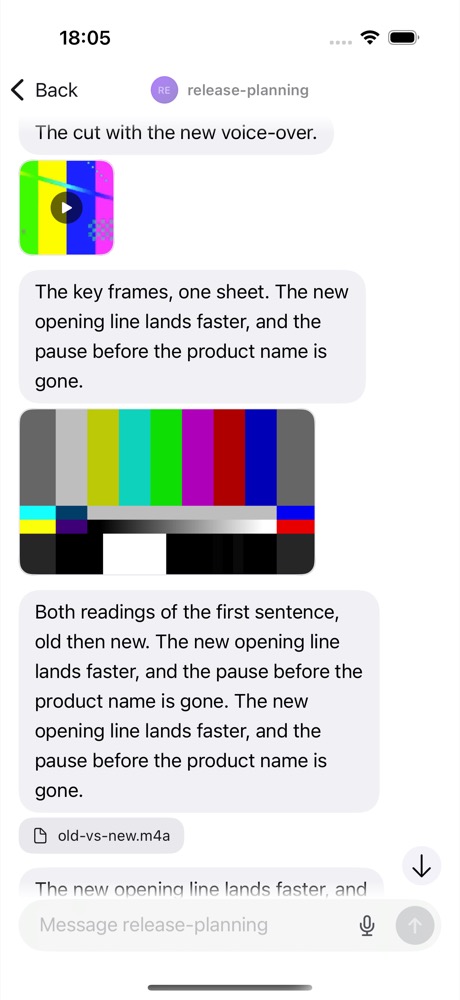 18:05
Back
RE
release-planning
The cut with the new voice-over.
The key frames, one sheet. The new
opening line lands faster, and the
pause before the product name is
gone.
Both readings of the first sentence,
old then new. The new opening line
lands faster, and the pause before the
product name is gone. The new
opening line lands faster, and the
pause before the product name is
gone.
old-vs-new.m4a
The new opening line lands faster, and
Message release-planning